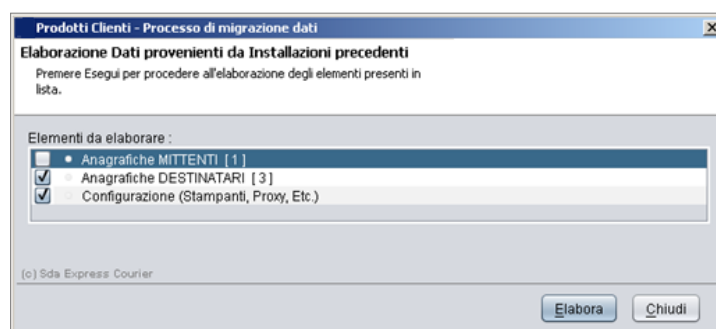 Prodotti Clienti - Processo di migrazione dati
Elaborazione Dati provenienti da Installazioni precedenti
Premere Esegui per procedere all'elaborazione degli elementi presenti in
lista.
Elementi da elaborare :
Anagrafiche MITTENTI [ 1 ]
Anagrafiche DESTINATARI [ 3 ]
Configurazione (Stampanti, Proxy, Etc.)
(c) Sda Express Courier
Elabora Chiudi